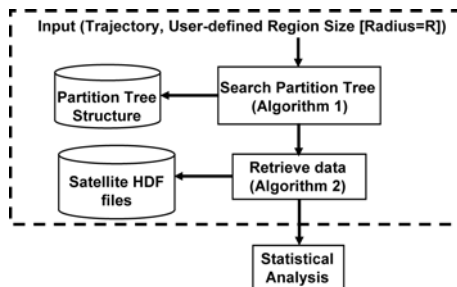 Input (Trajectory, User-defined Region Size [Radius=R])
Partition Tree
Structure
Search Partition Tree
(Algorithm 1)
Satellite HDF
files
Retrieve data
(Algorithm 2)
Statistical
Analysis